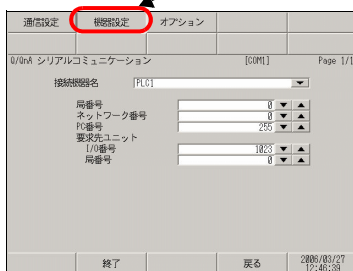 通信設定 機器設定 オプション
Q/QnA シリアルコミュニケーション [COM1] Page 1/1
接続機器名 PLC1
局番号 0
ネットワーク番号 0
PC番号 255
要求先ユニット
I/O番号 1023
局番号 0
終了 戻る 2006/03/27
12:46:39